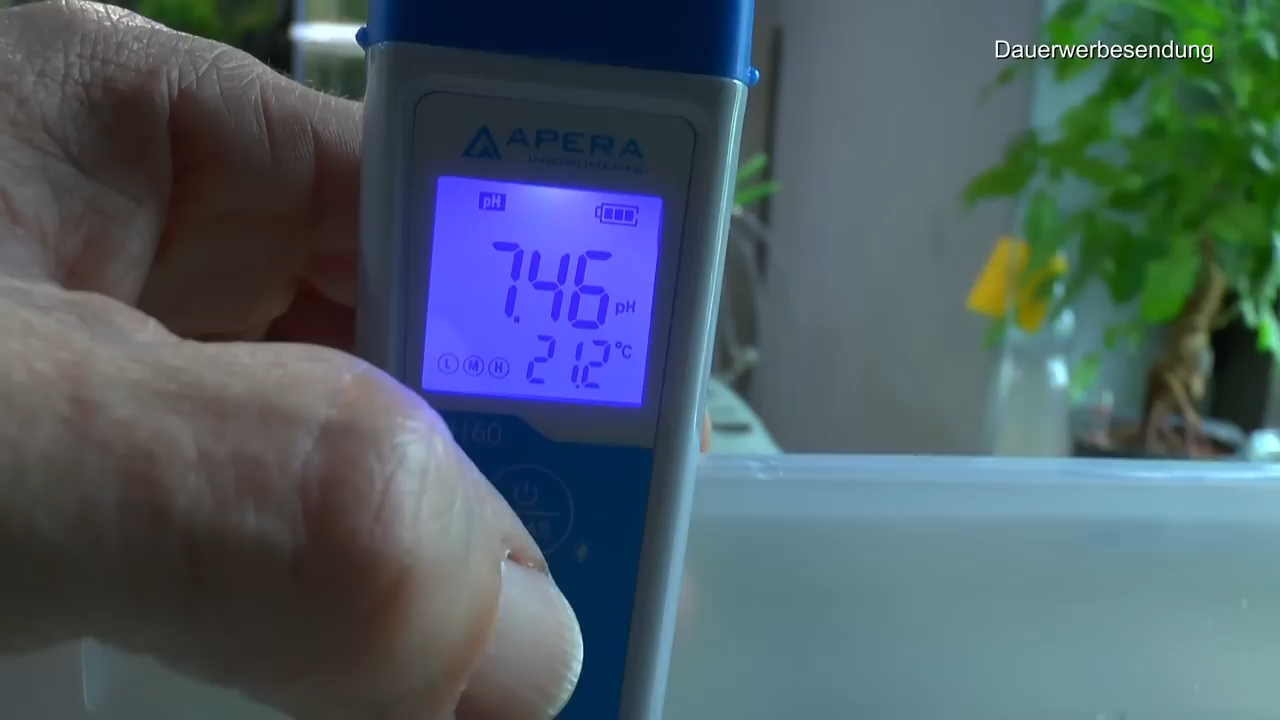 Dauerwerbesendung
APERA
INSTRUMENTS
pH
7.46 pH
L M H 21.2 °C